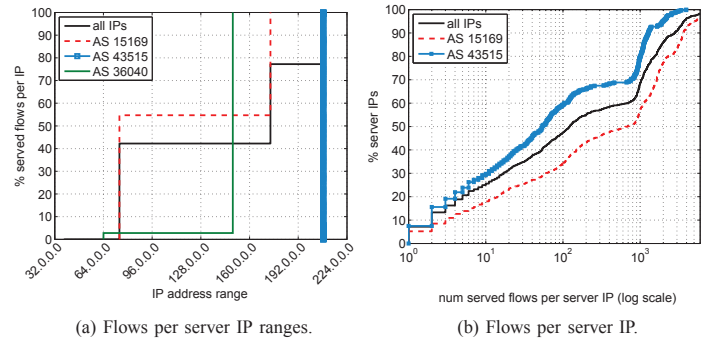 100
90
80
70
60
50
40
30
20
10
0
% served flows per IP
all IPs
AS 15169
AS 43515
AS 36040
32.0.0.0
64.0.0.0
96.0.0.0
128.0.0.0
160.0.0.0
192.0.0.0
224.0.0.0
IP address range
(a) Flows per server IP ranges.
100
90
80
70
60
50
40
30
20
10
0
% server IPs
all IPs
AS 15169
AS 43515
10^0
10^1
10^2
10^3
num served flows per server IP (log scale)
(b) Flows per server IP.